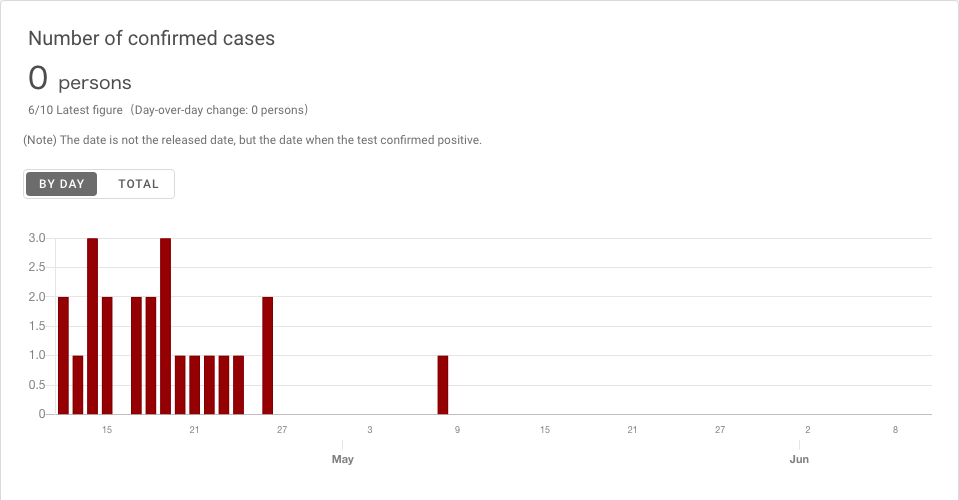 Number of confirmed cases
0 persons
6/10 Latest figure（Day-over-day change: 0 persons）
(Note) The date is not the released date, but the date when the test confirmed positive.
BY DAY TOTAL
3.0
2.5
2.0
1.5
1.0
0.5
0
15 21 27 3 9 15 21 27 2 8
May Jun